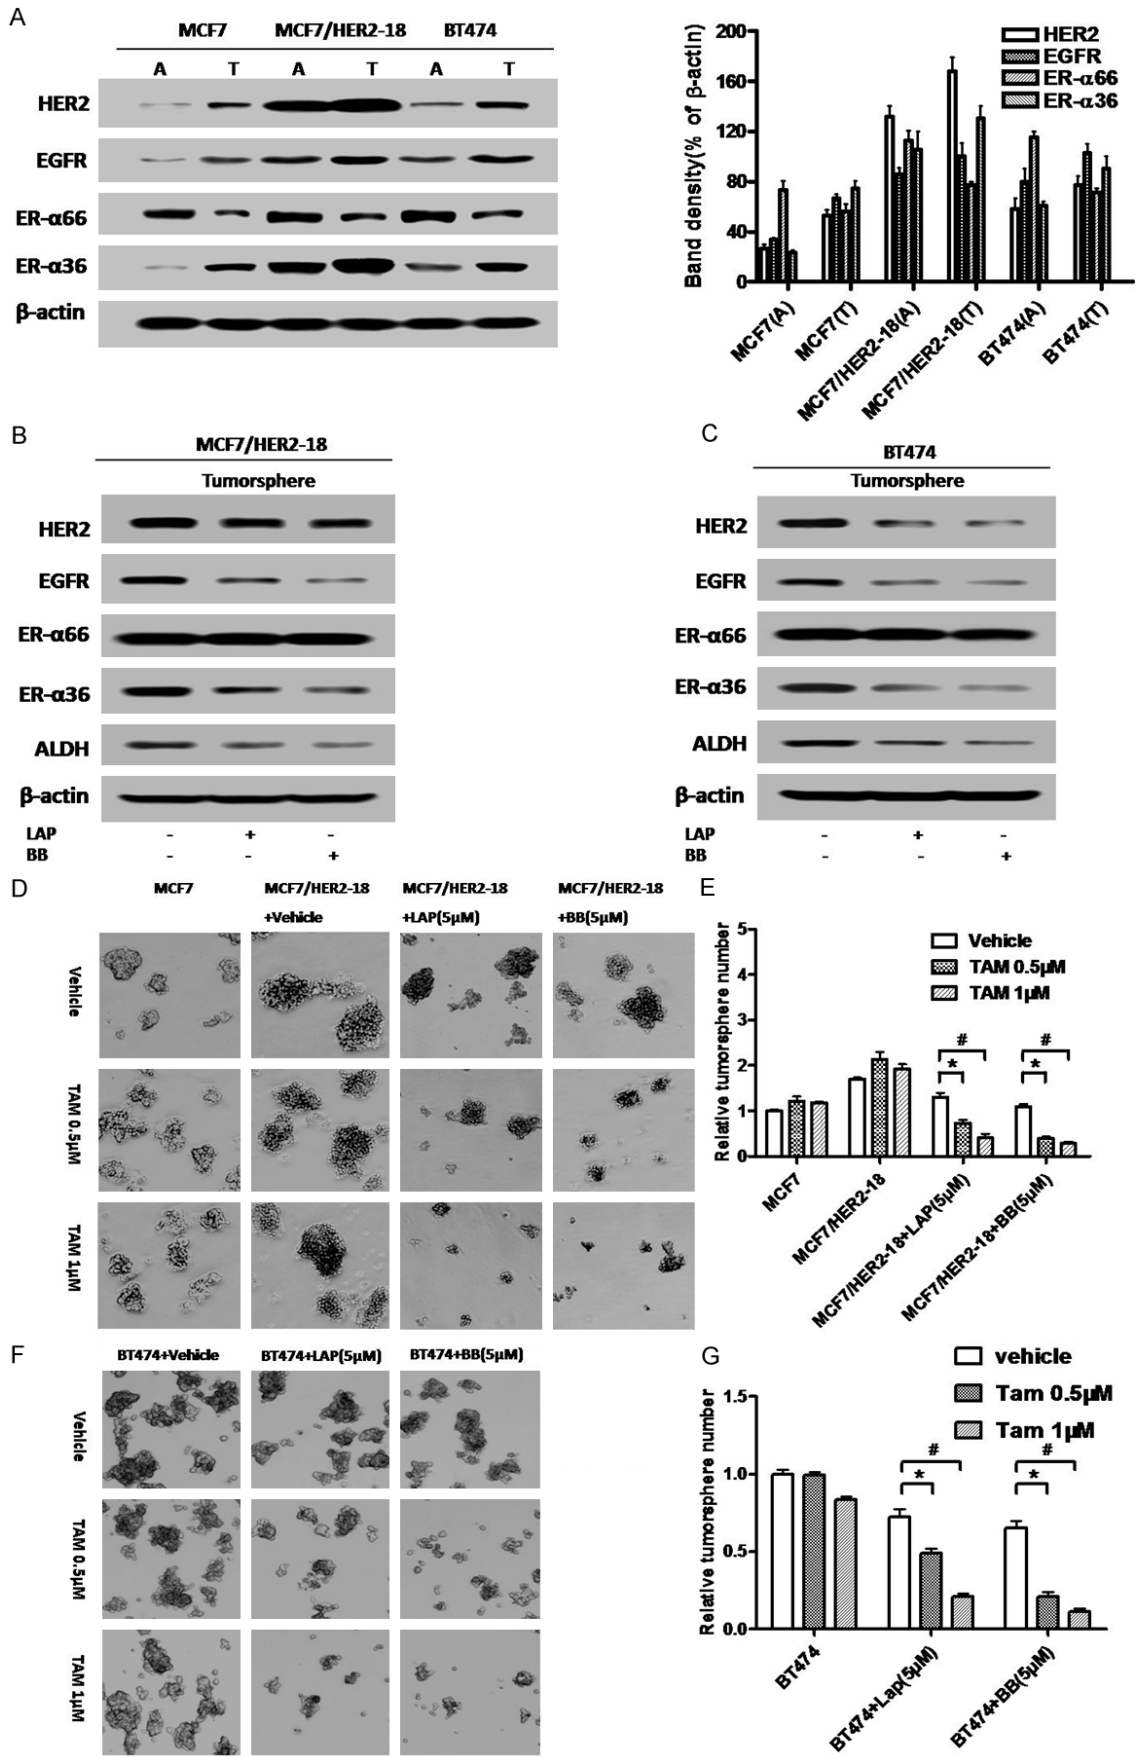 A
MCF7 MCF7/HER2-18 BT474
A T A T A T
HER2
EGFR
ER-α66
ER-α36
β-actin
Band density(% of β-actin)
200
160
120
80
40
0
HER2
EGFR
ER-α66
ER-α36
MCF7(A)
MCF7(T)
MCF7/HER2-18(A)
MCF7/HER2-18(T)
BT474(A)
BT474(T)
B
MCF7/HER2-18
Tumorsphere
HER2
EGFR
ER-α66
ER-α36
ALDH
β-actin
LAP - + -
BB - - +
C
BT474
Tumorsphere
HER2
EGFR
ER-α66
ER-α36
ALDH
β-actin
LAP - + -
BB - - +
D
MCF7 MCF7/HER2-18 MCF7/HER2-18 MCF7/HER2-18
+Vehicle +LAP(5μM) +BB(5μM)
Vehicle
TAM 0.5μM
TAM 1μM
E
Relative tumorsphere number
5
4
3
2
1
0
Vehicle
TAM 0.5μM
TAM 1μM
# #
* *
MCF7
MCF7/HER2-18
MCF7/HER2-18+LAP(5μM)
MCF7/HER2-18+BB(5μM)
F
BT474+Vehicle BT474+LAP(5μM) BT474+BB(5μM)
Vehicle
TAM 0.5μM
TAM 1μM
G
Relative tumorsphere number
1.5
1.0
0.5
0.0
vehicle
Tam 0.5μM
Tam 1μM
# #
* *
BT474
BT474+Lap(5μM)
BT474+BB(5μM)